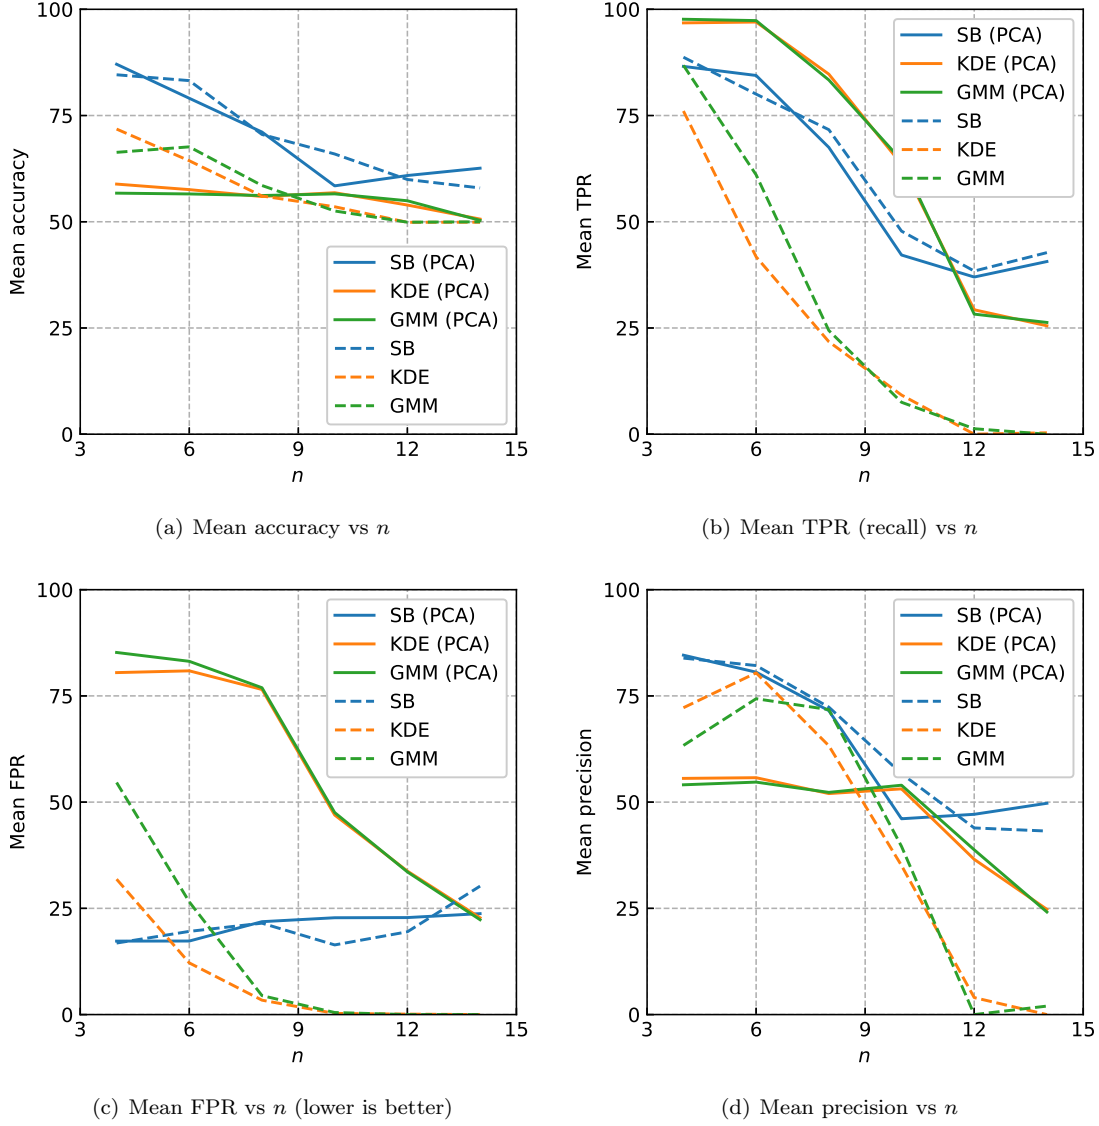 100
75
50
25
0
Mean accuracy
SB (PCA)
KDE (PCA)
GMM (PCA)
SB
KDE
GMM
3 6 9 12 15
n
(a) Mean accuracy vs n
100
75
50
25
0
Mean TPR
SB (PCA)
KDE (PCA)
GMM (PCA)
SB
KDE
GMM
3 6 9 12 15
n
(b) Mean TPR (recall) vs n
100
75
50
25
0
Mean FPR
SB (PCA)
KDE (PCA)
GMM (PCA)
SB
KDE
GMM
3 6 9 12 15
n
(c) Mean FPR vs n (lower is better)
100
75
50
25
0
Mean precision
SB (PCA)
KDE (PCA)
GMM (PCA)
SB
KDE
GMM
3 6 9 12 15
n
(d) Mean precision vs n